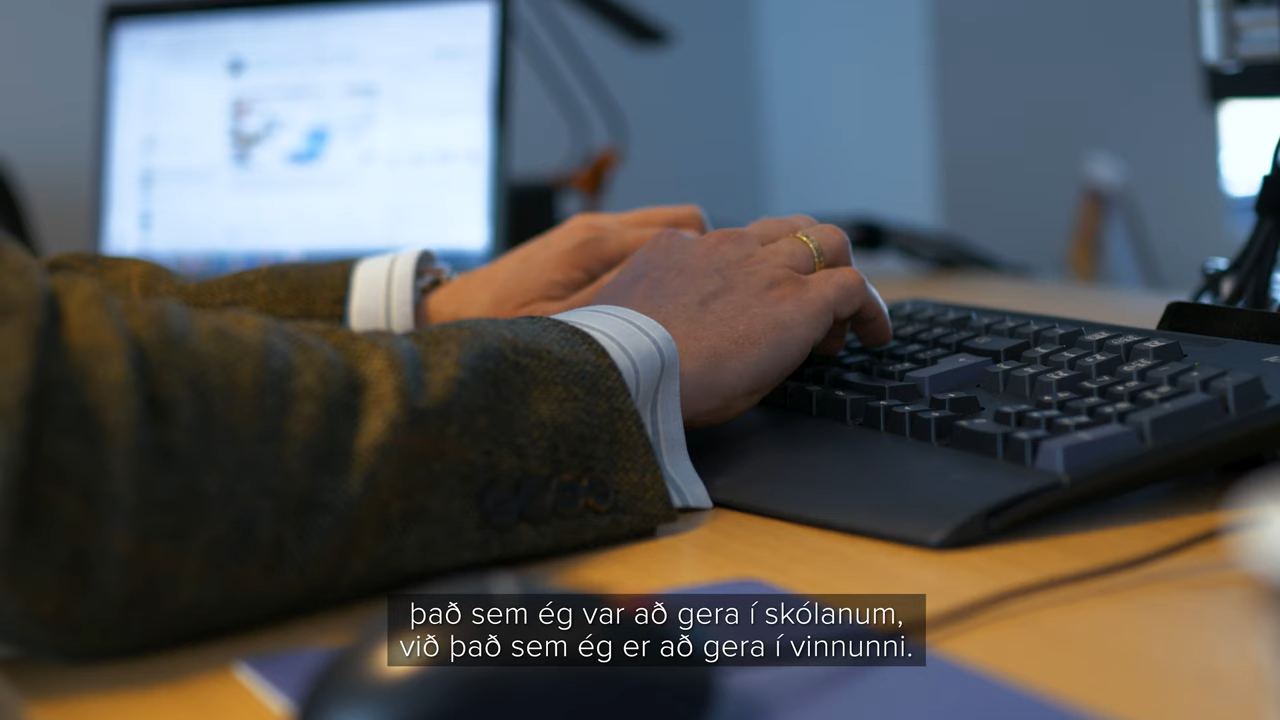 það sem ég var að gera í skólanum,
við það sem ég er að gera í vinnunni.